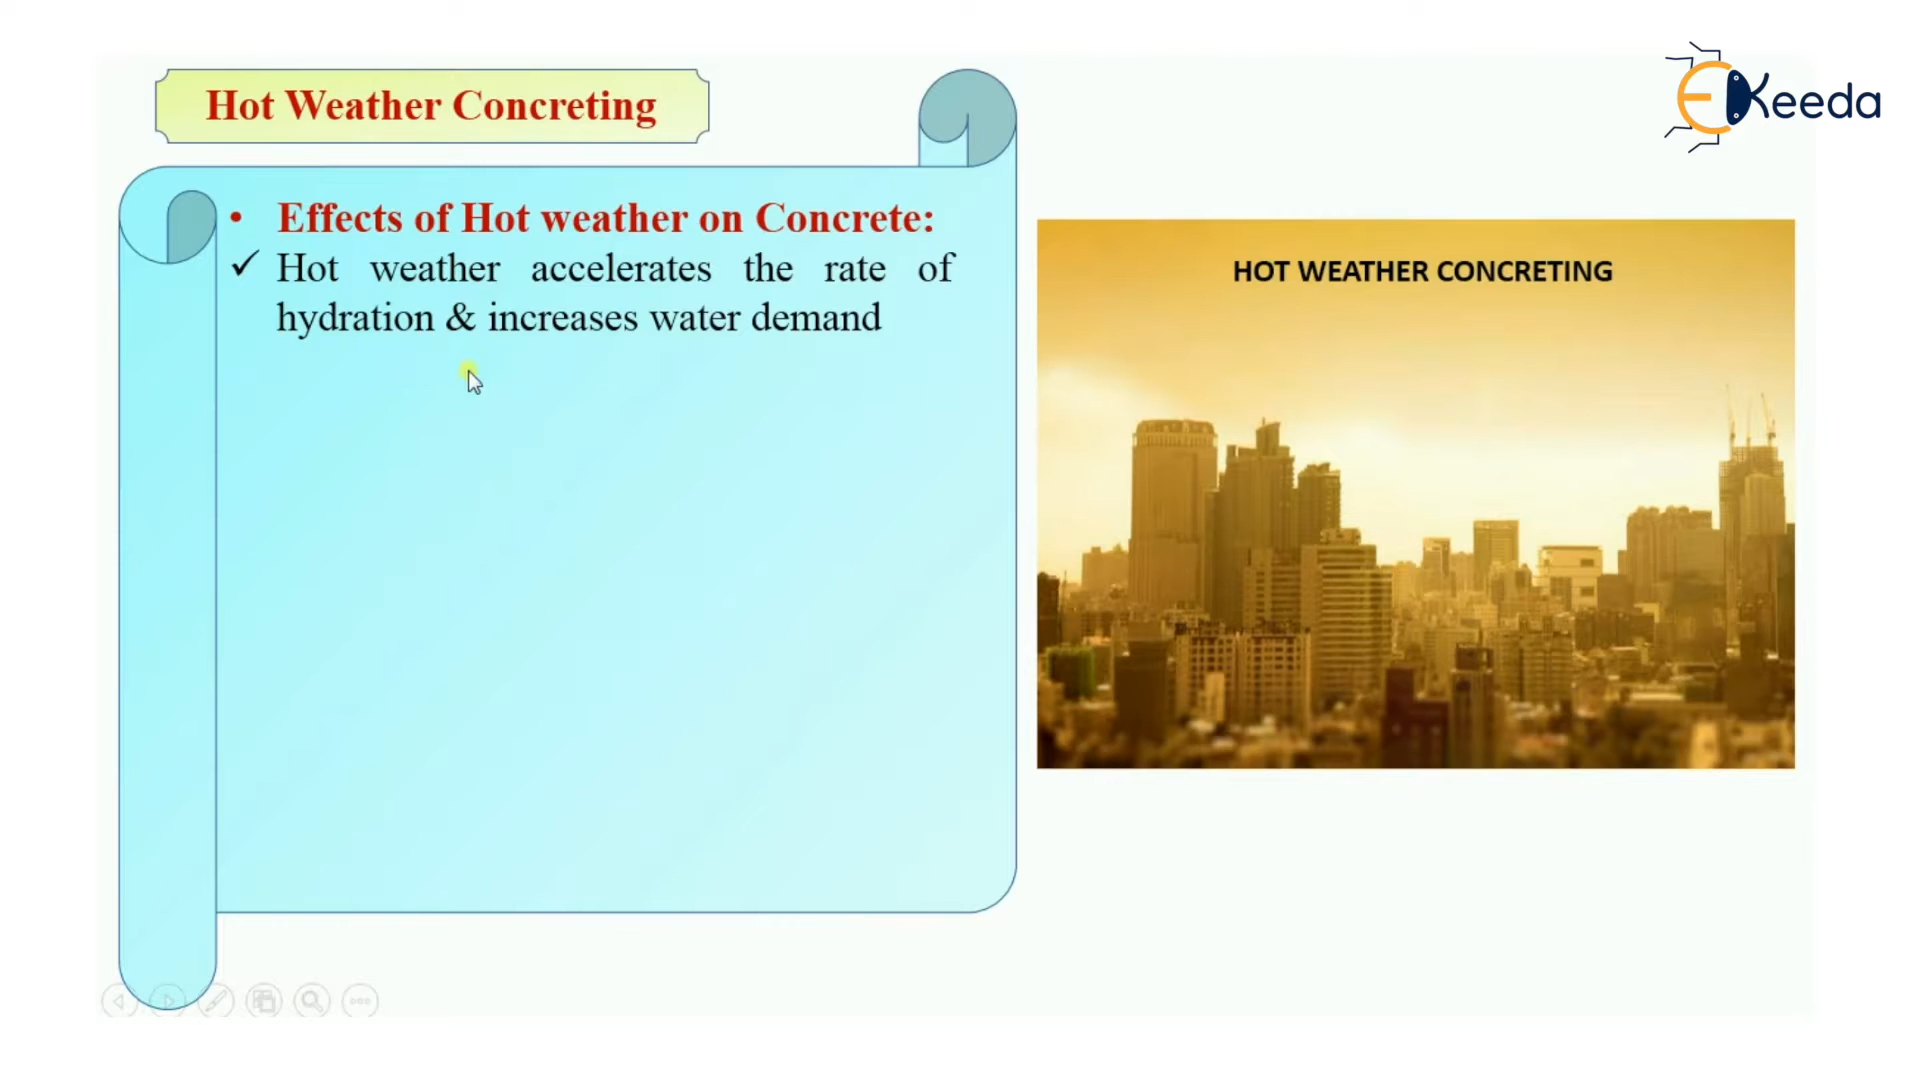 Hot Weather Concreting
EKeeda
• Effects of Hot weather on Concrete:
✓ Hot weather accelerates the rate of
hydration & increases water demand
HOT WEATHER CONCRETING